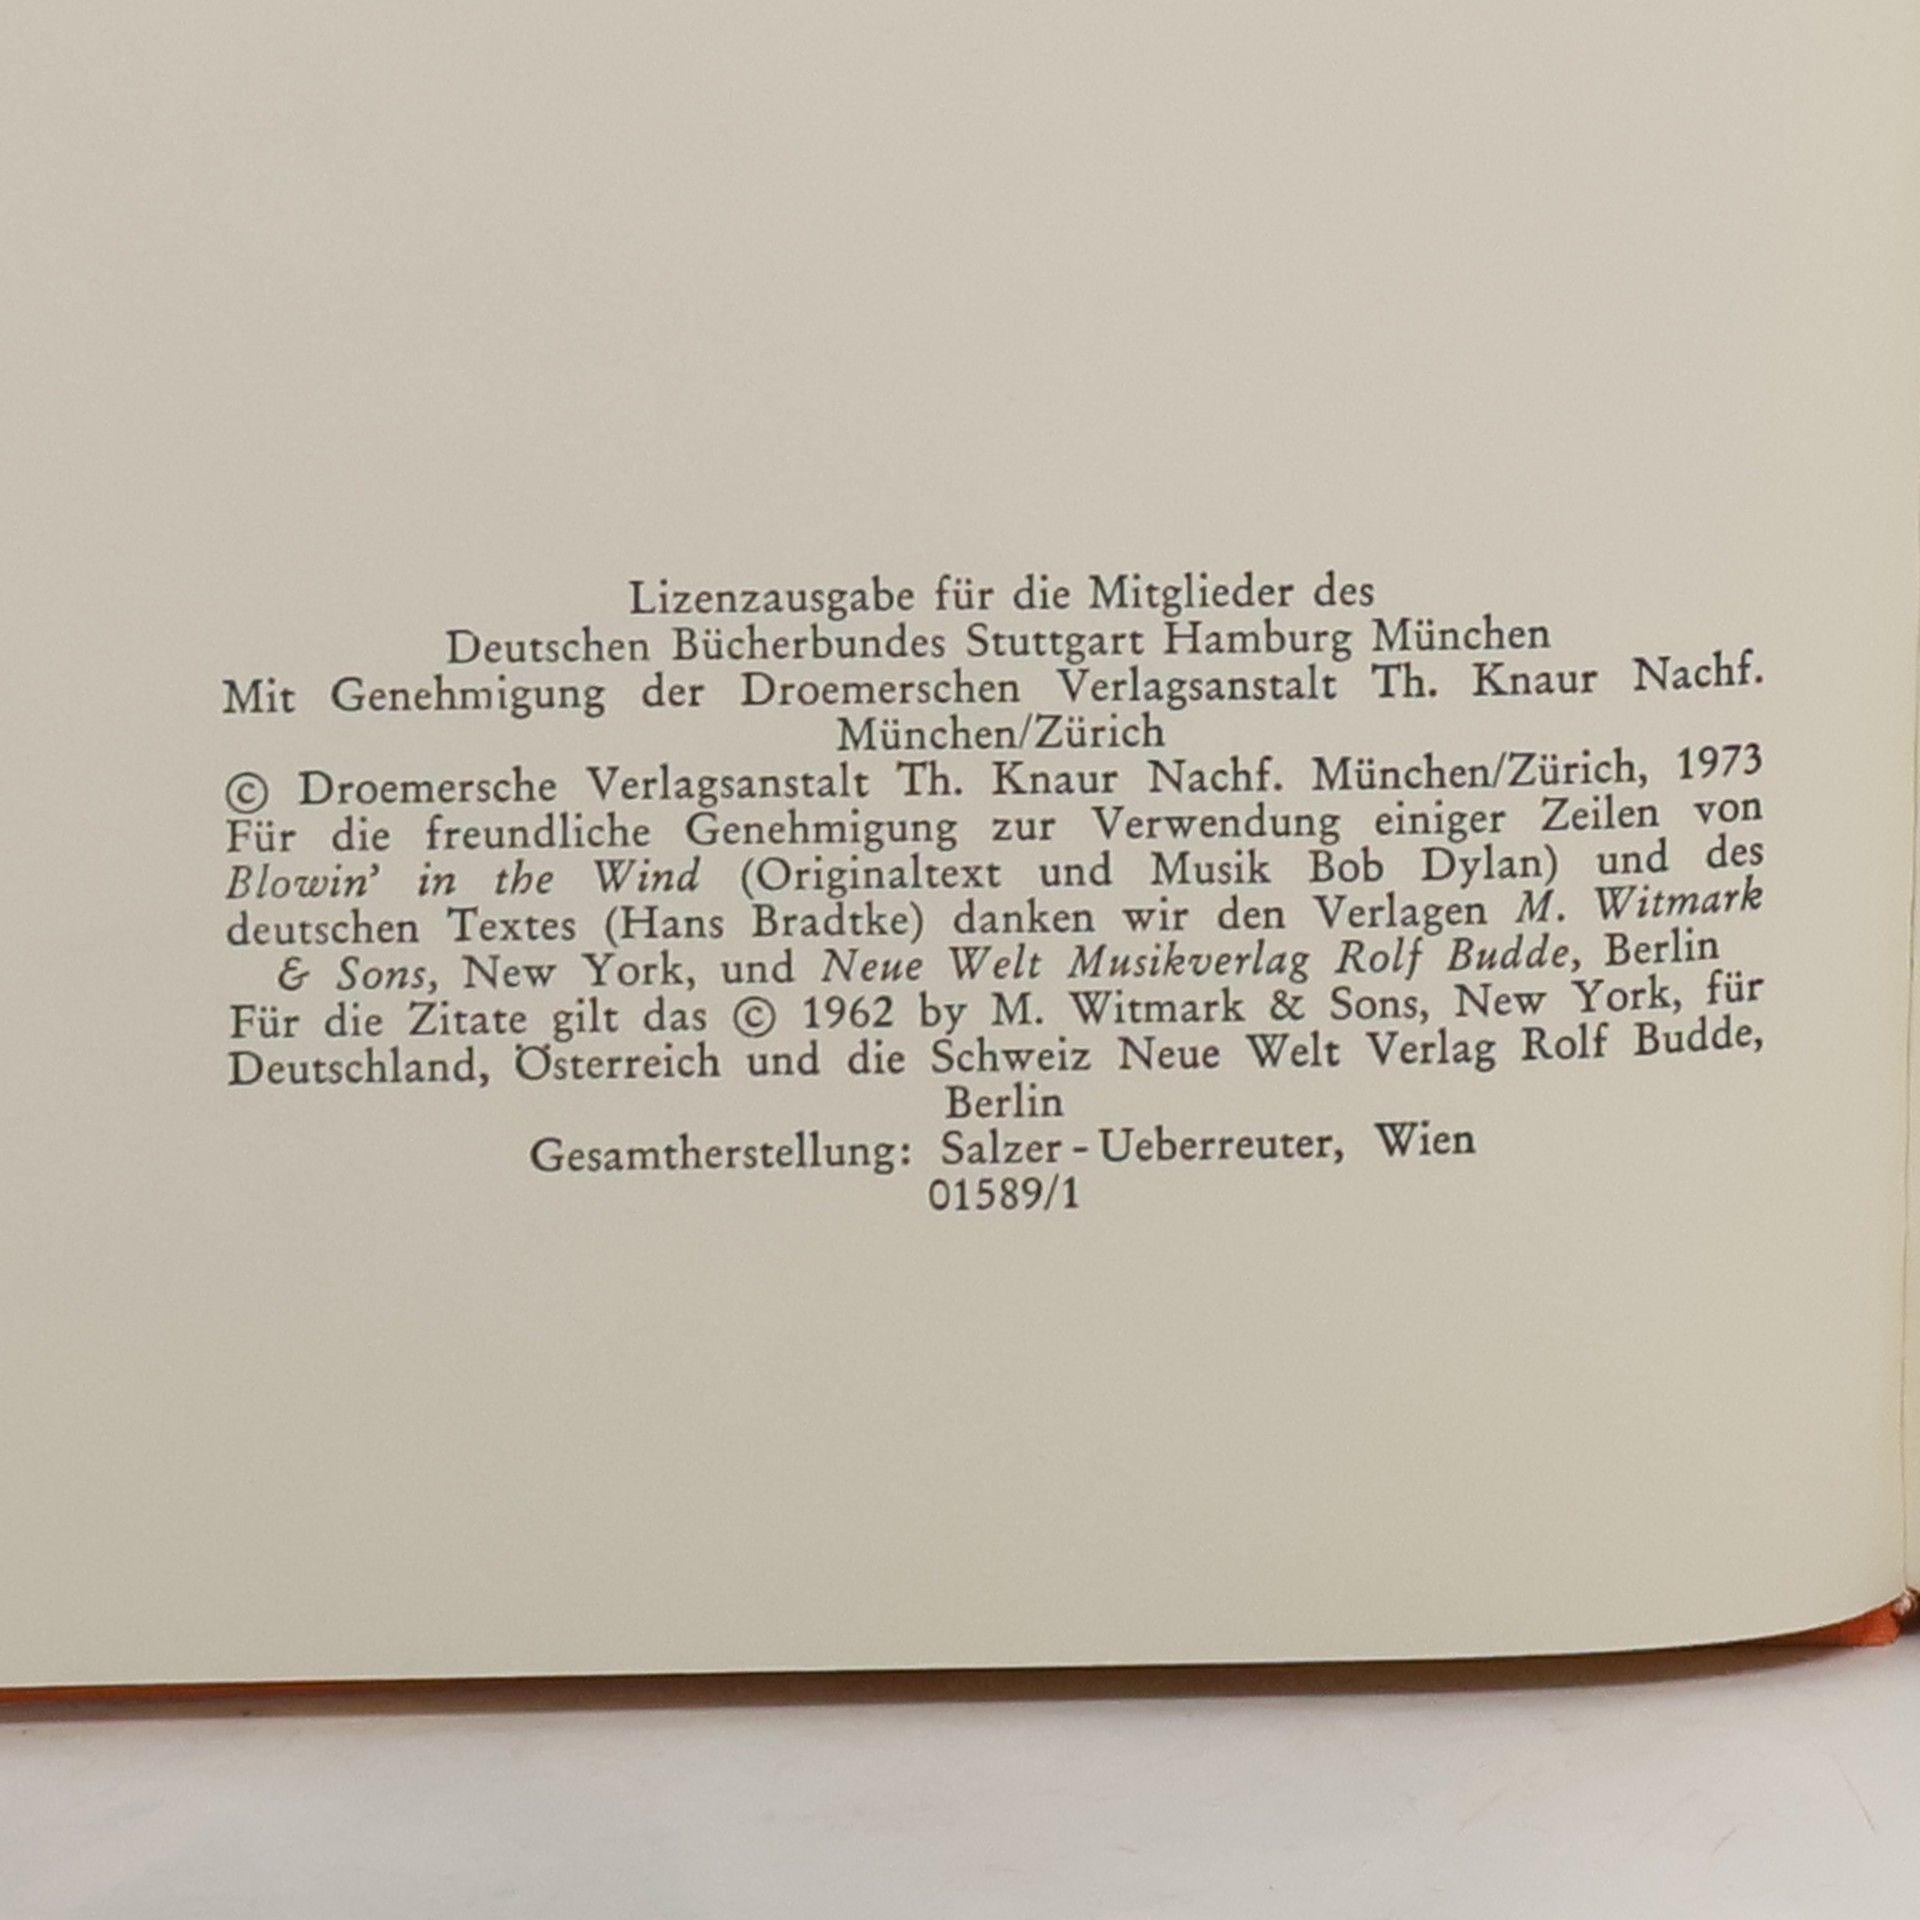 Lizenzausgabe für die Mitglieder des
Deutschen Bücherbundes Stuttgart Hamburg München
Mit Genehmigung der Droemerschen Verlagsanstalt Th. Knaur Nachf.
München/Zürich
© Droemersche Verlagsanstalt Th. Knaur Nachf. München/Zürich, 1973
Für die freundliche Genehmigung zur Verwendung einiger Zeilen von
Blowin’ in the Wind (Originaltext und Musik Bob Dylan) und des
deutschen Textes (Hans Bradtke) danken wir den Verlagen M. Witmark
& Sons, New York, und Neue Welt Musikverlag Rolf Budde, Berlin
Für die Zitate gilt das © 1962 by M. Witmark & Sons, New York, für
Deutschland, Österreich und die Schweiz Neue Welt Verlag Rolf Budde,
Berlin
Gesamtherstellung: Salzer - Ueberreuter, Wien
01589/1